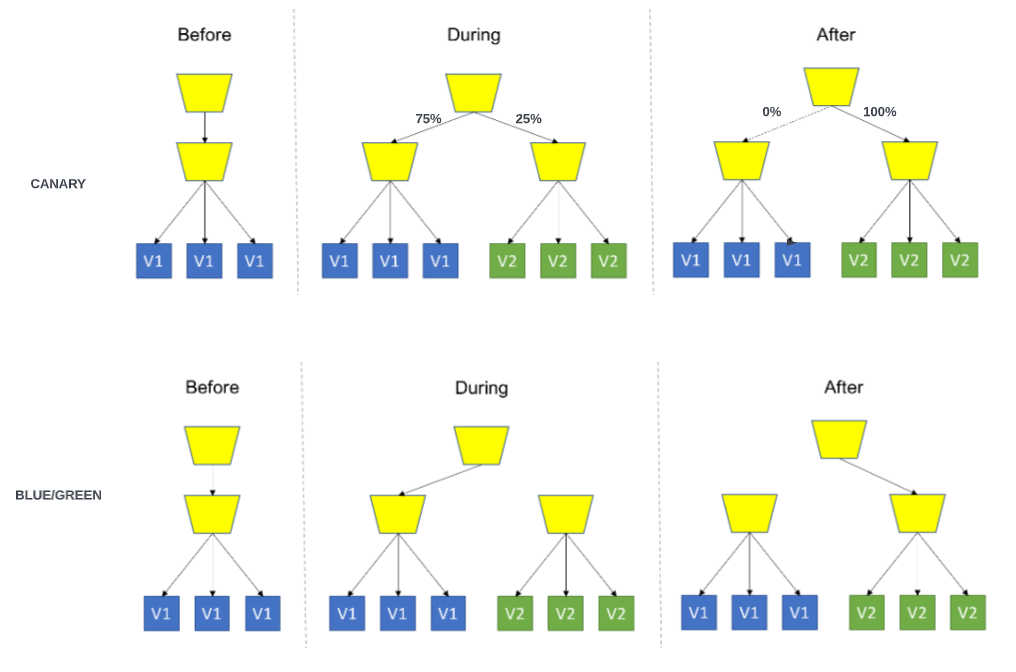 Before During After
75% 25% 0% 100%
CANARY
V1 V1 V1 V1 V1 V1 V2 V2 V2 V1 V1 V1 V2 V2 V2
Before During After
BLUE/GREEN
V1 V1 V1 V1 V1 V1 V2 V2 V2 V1 V1 V1 V2 V2 V2